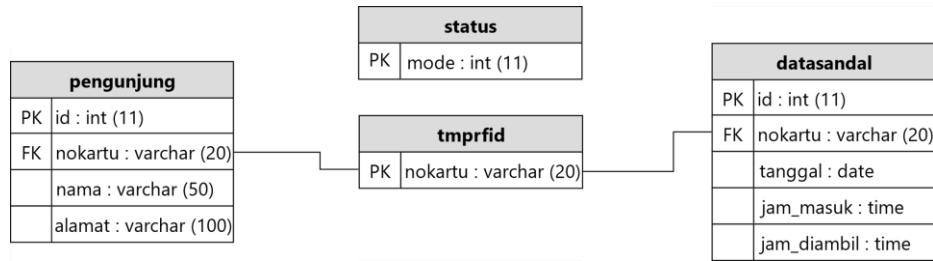 pengunjung
PK id : int (11)
FK nokartu : varchar (20)
nama : varchar (50)
alamat : varchar (100)
status
PK mode : int (11)
tmprfid
PK nokartu : varchar (20)
datasandal
PK id : int (11)
FK nokartu : varchar (20)
tanggal : date
jam_masuk : time
jam_diambil : time